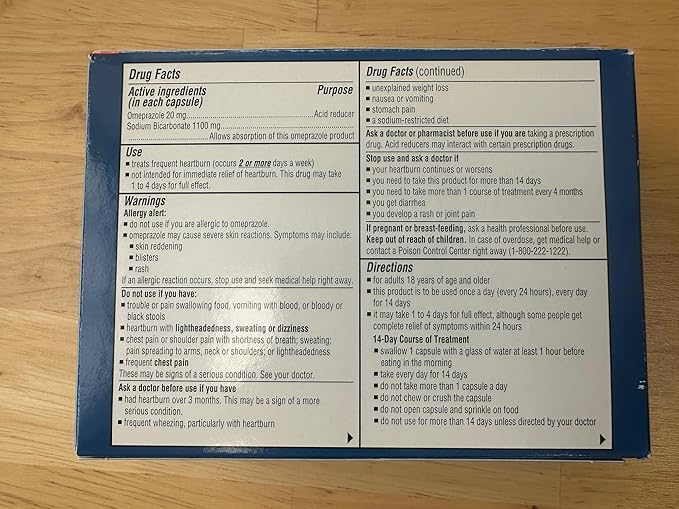 Drug Facts
Active ingredients Purpose
(in each capsule)
Omeprazole 20 mg....................Acid reducer
Sodium Bicarbonate 1100 mg....................
....................Allows absorption of this omeprazole product
Use
■ treats frequent heartburn (occurs 2 or more days a week)
■ not intended for immediate relief of heartburn. This drug may take
1 to 4 days for full effect.
Warnings
Allergy alert:
■ do not use if you are allergic to omeprazole.
■ omeprazole may cause severe skin reactions. Symptoms may include:
■ skin reddening
■ blisters
■ rash
If an allergic reaction occurs, stop use and seek medical help right away.
Do not use if you have:
■ trouble or pain swallowing food, vomiting with blood, or bloody or
black stools
■ heartburn with lightheadedness, sweating or dizziness
■ chest pain or shoulder pain with shortness of breath; sweating;
pain spreading to arms, neck or shoulders; or lightheadedness
■ frequent chest pain
These may be signs of a serious condition. See your doctor.
Ask a doctor before use if you have
■ had heartburn over 3 months. This may be a sign of a more
serious condition.
■ frequent wheezing, particularly with heartburn
Drug Facts (continued)
■ unexplained weight loss
■ nausea or vomiting
■ stomach pain
■ a sodium-restricted diet
Ask a doctor or pharmacist before use if you are taking a prescription
drug. Acid reducers may interact with certain prescription drugs.
Stop use and ask a doctor if
■ your heartburn continues or worsens
■ you need to take this product for more than 14 days
■ you need to take more than 1 course of treatment every 4 months
■ you get diarrhea
■ you develop a rash or joint pain
If pregnant or breast-feeding, ask a health professional before use.
Keep out of reach of children. In case of overdose, get medical help or
contact a Poison Control Center right away (1-800-222-1222).
Directions
■ for adults 18 years of age and older
■ this product is to be used once a day (every 24 hours), every day
for 14 days
■ it may take 1 to 4 days for full effect, although some people get
complete relief of symptoms within 24 hours
14-Day Course of Treatment
■ swallow 1 capsule with a glass of water at least 1 hour before
eating in the morning
■ take every day for 14 days
■ do not take more than 1 capsule a day
■ do not chew or crush the capsule
■ do not open capsule and sprinkle on food
■ do not use for more than 14 days unless directed by your doctor